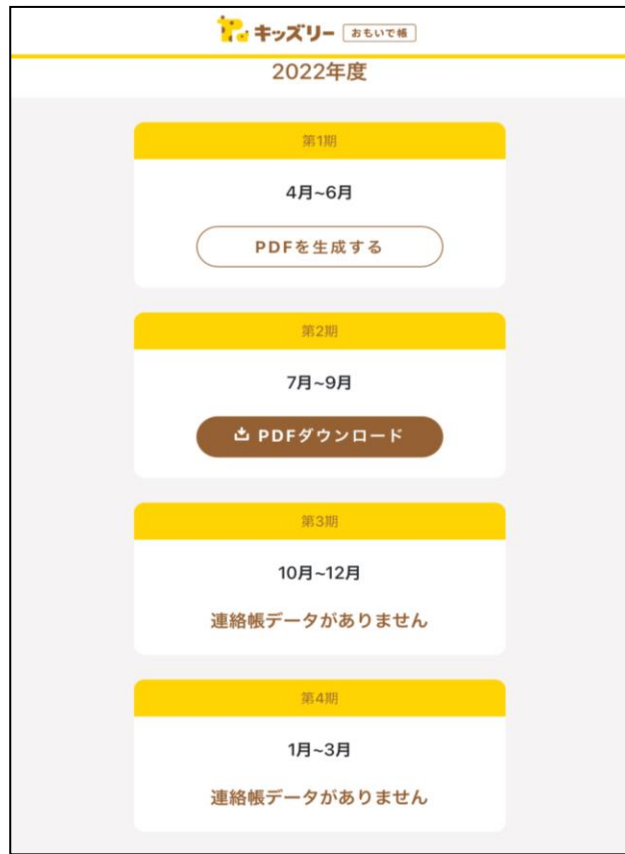 キッズリー おもいで帳
2022年度
第1期
4月~6月
PDFを生成する
第2期
7月~9月
PDFダウンロード
第3期
10月~12月
連絡帳データがありません
第4期
1月~3月
連絡帳データがありません